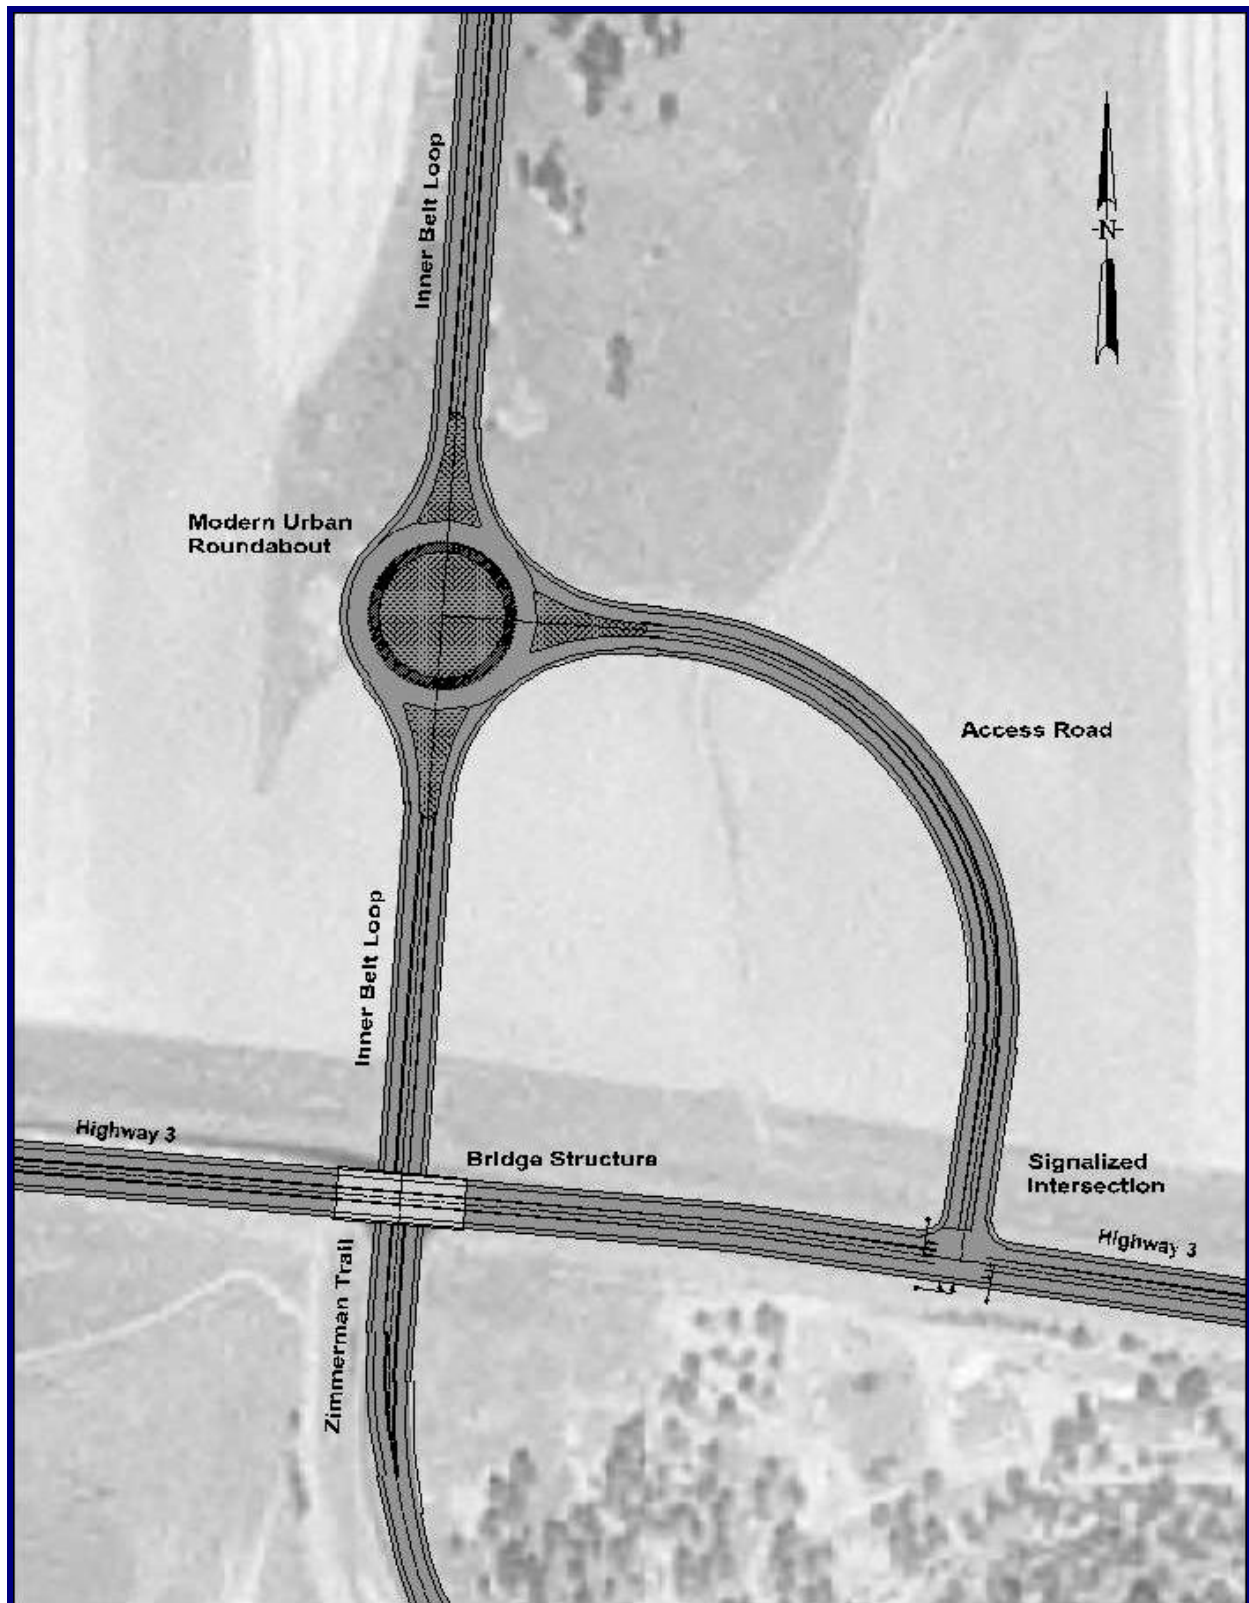 Inner Belt Loop
N
Modern Urban
Roundabout
Access Road
Inner Belt Loop
Highway 3
Bridge Structure
Signalized
Intersection
Highway 3
Zimmerman Trail